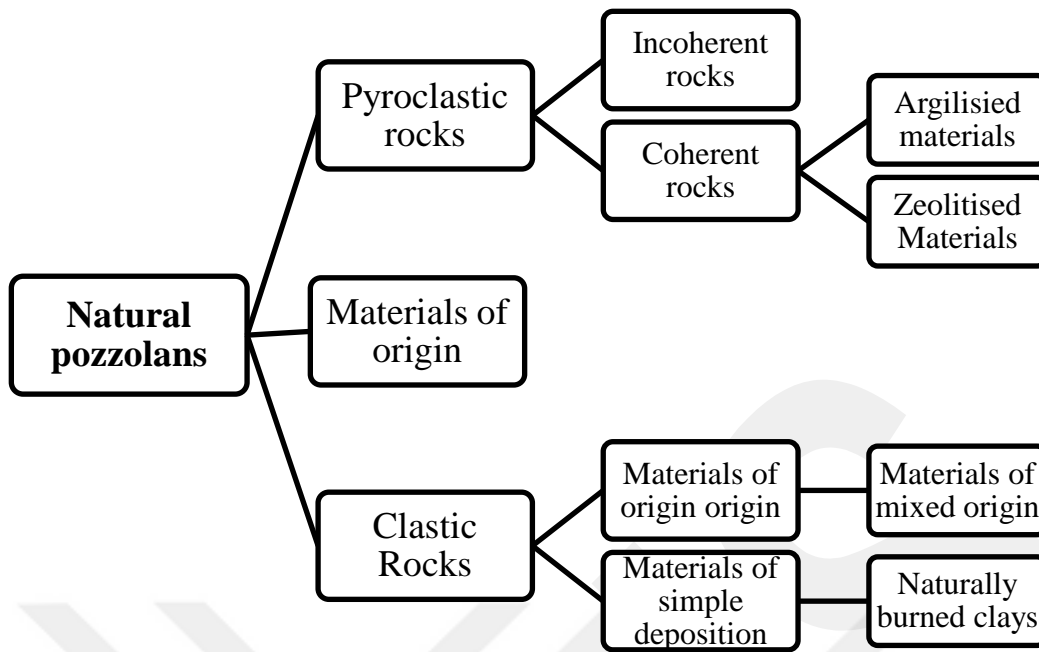 Incoherent
rocks
Pyroclastic
rocks
Argilisied
materials
Coherent
rocks
Zeolitised
Materials
Natural
pozzolans
Materials of
origin
Materials of
origin origin
Materials of
mixed origin
Clastic
Rocks
Materials of
simple
deposition
Naturally
burned clays